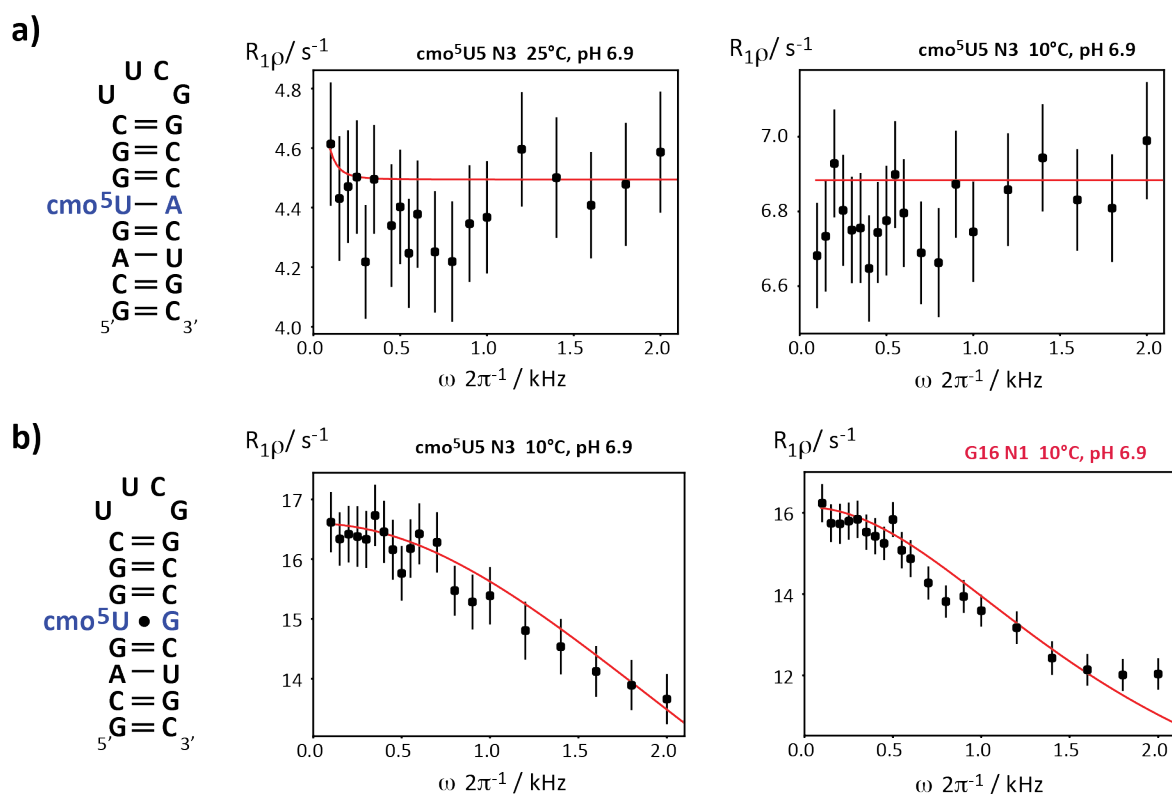 a)
U C
U G
C = G
G = C
G = C
cmo⁵U — A
G C
A — U
C = G
G = C
5′ 3′
R₁ρ/ s⁻¹
cmo⁵U5 N3 25°C, pH 6.9
4.8
4.6
4.4
4.2
4.0
0.0 0.5 1.0 1.5 2.0
ω 2π⁻¹ / kHz
R₁ρ/ s⁻¹
cmo⁵U5 N3 10°C, pH 6.9
7.0
6.8
6.6
0.0 0.5 1.0 1.5 2.0
ω 2π⁻¹ / kHz
b)
U C
U G
C = G
G = C
G = C
cmo⁵U • G
G = C
A — U
C = G
G = C
5′ 3′
R₁ρ/ s⁻¹
cmo⁵U5 N3 10°C, pH 6.9
17
16
15
14
0.0 0.5 1.0 1.5 2.0
ω 2π⁻¹ / kHz
R₁ρ/ s⁻¹
G16 N1 10°C, pH 6.9
16
14
12
0.0 0.5 1.0 1.5 2.0
ω 2π⁻¹ / kHz